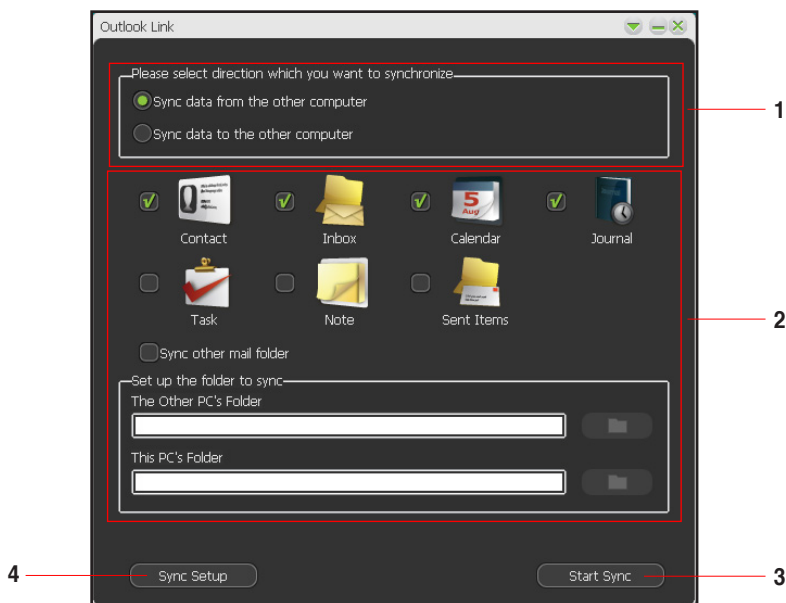 Outlook Link
Please select direction which you want to synchronize
Sync data from the other computer
1
Sync data to the other computer
5
Aug
Contact Inbox Calendar Journal
Task Note Sent Items
2
Sync other mail folder
Set up the folder to sync
The Other PC's Folder
This PC's Folder
4 Sync Setup Start Sync 3